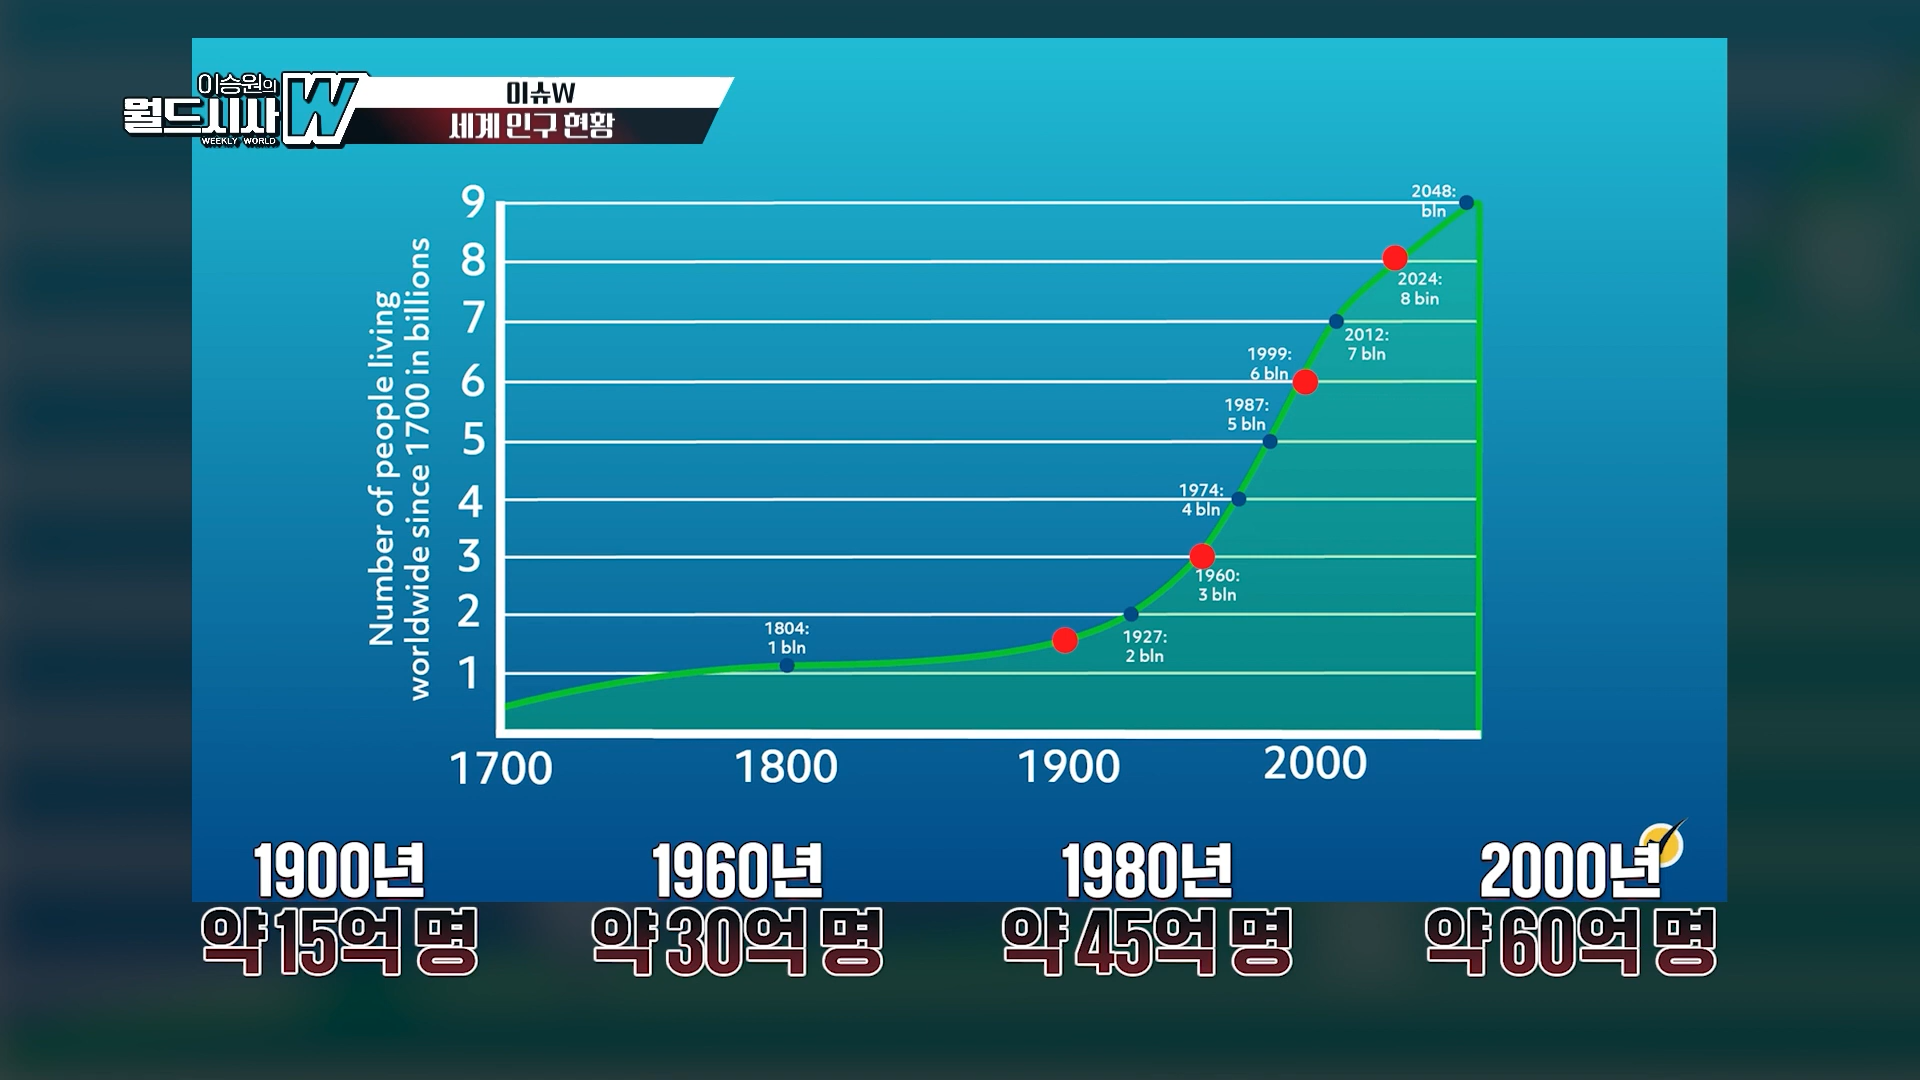 이승원의
월드시사
W
WEEKLY WORLD
이슈W
세계 인구 현황
Number of people living
worldwide since 1700 in billions
9
8
7
6
5
4
3
2
1
2048:
bln
2024:
8 bin
2012:
7 bln
1999:
6 bln
1987:
5 bln
1974:
4 bln
1960:
3 bln
1927:
2 bln
1804:
1 bln
1700
1800
1900
2000
1900년
약 15억 명
1960년
약 30억 명
1980년
약 45억 명
2000년
약 60억 명